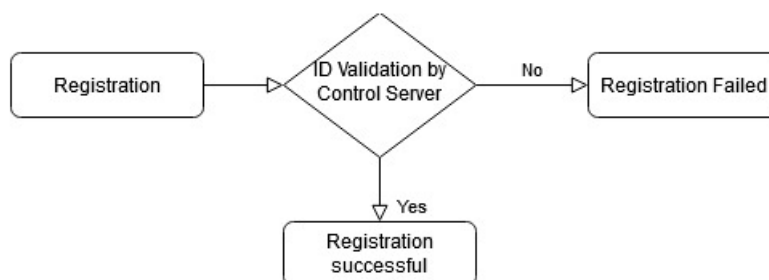 Registration
ID Validation by
Control Server
No
Registration Failed
Yes
Registration
successful